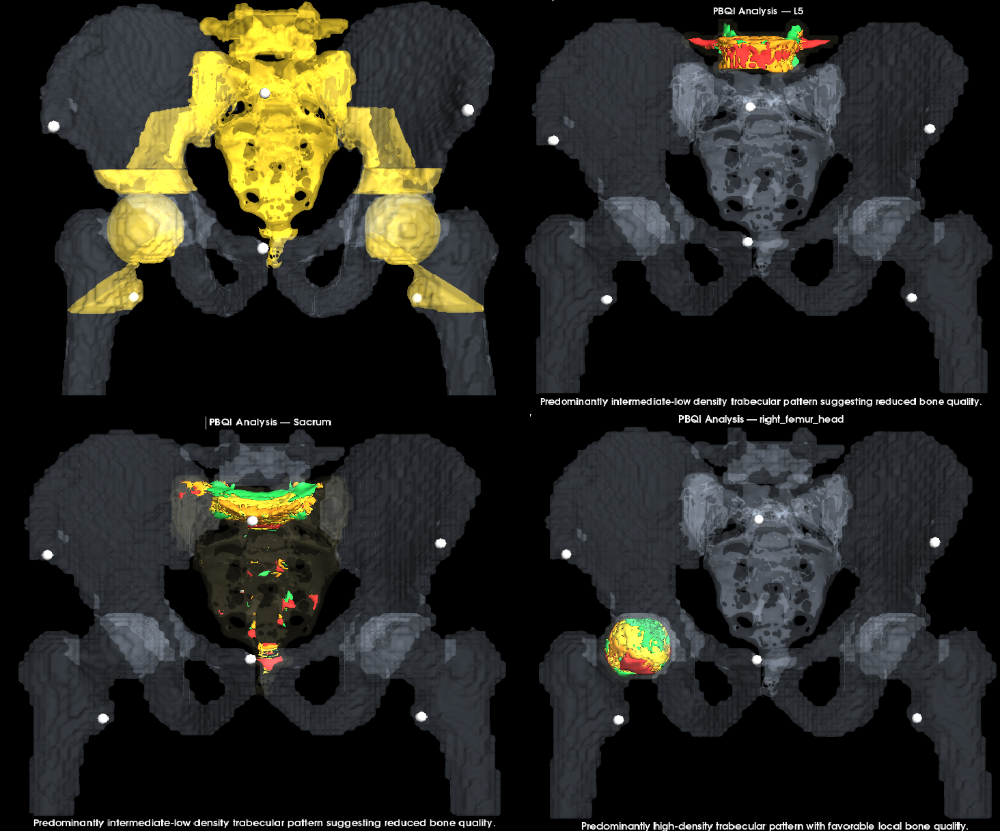 PBQI Analysis — L5
Predominantly intermediate-low density trabecular pattern suggesting reduced bone quality.
PBQI Analysis — Sacrum
PBQI Analysis — right_femur_head
Predominantly intermediate-low density trabecular pattern suggesting reduced bone quality.
Predominantly high-density trabecular pattern with favorable local bone quality.